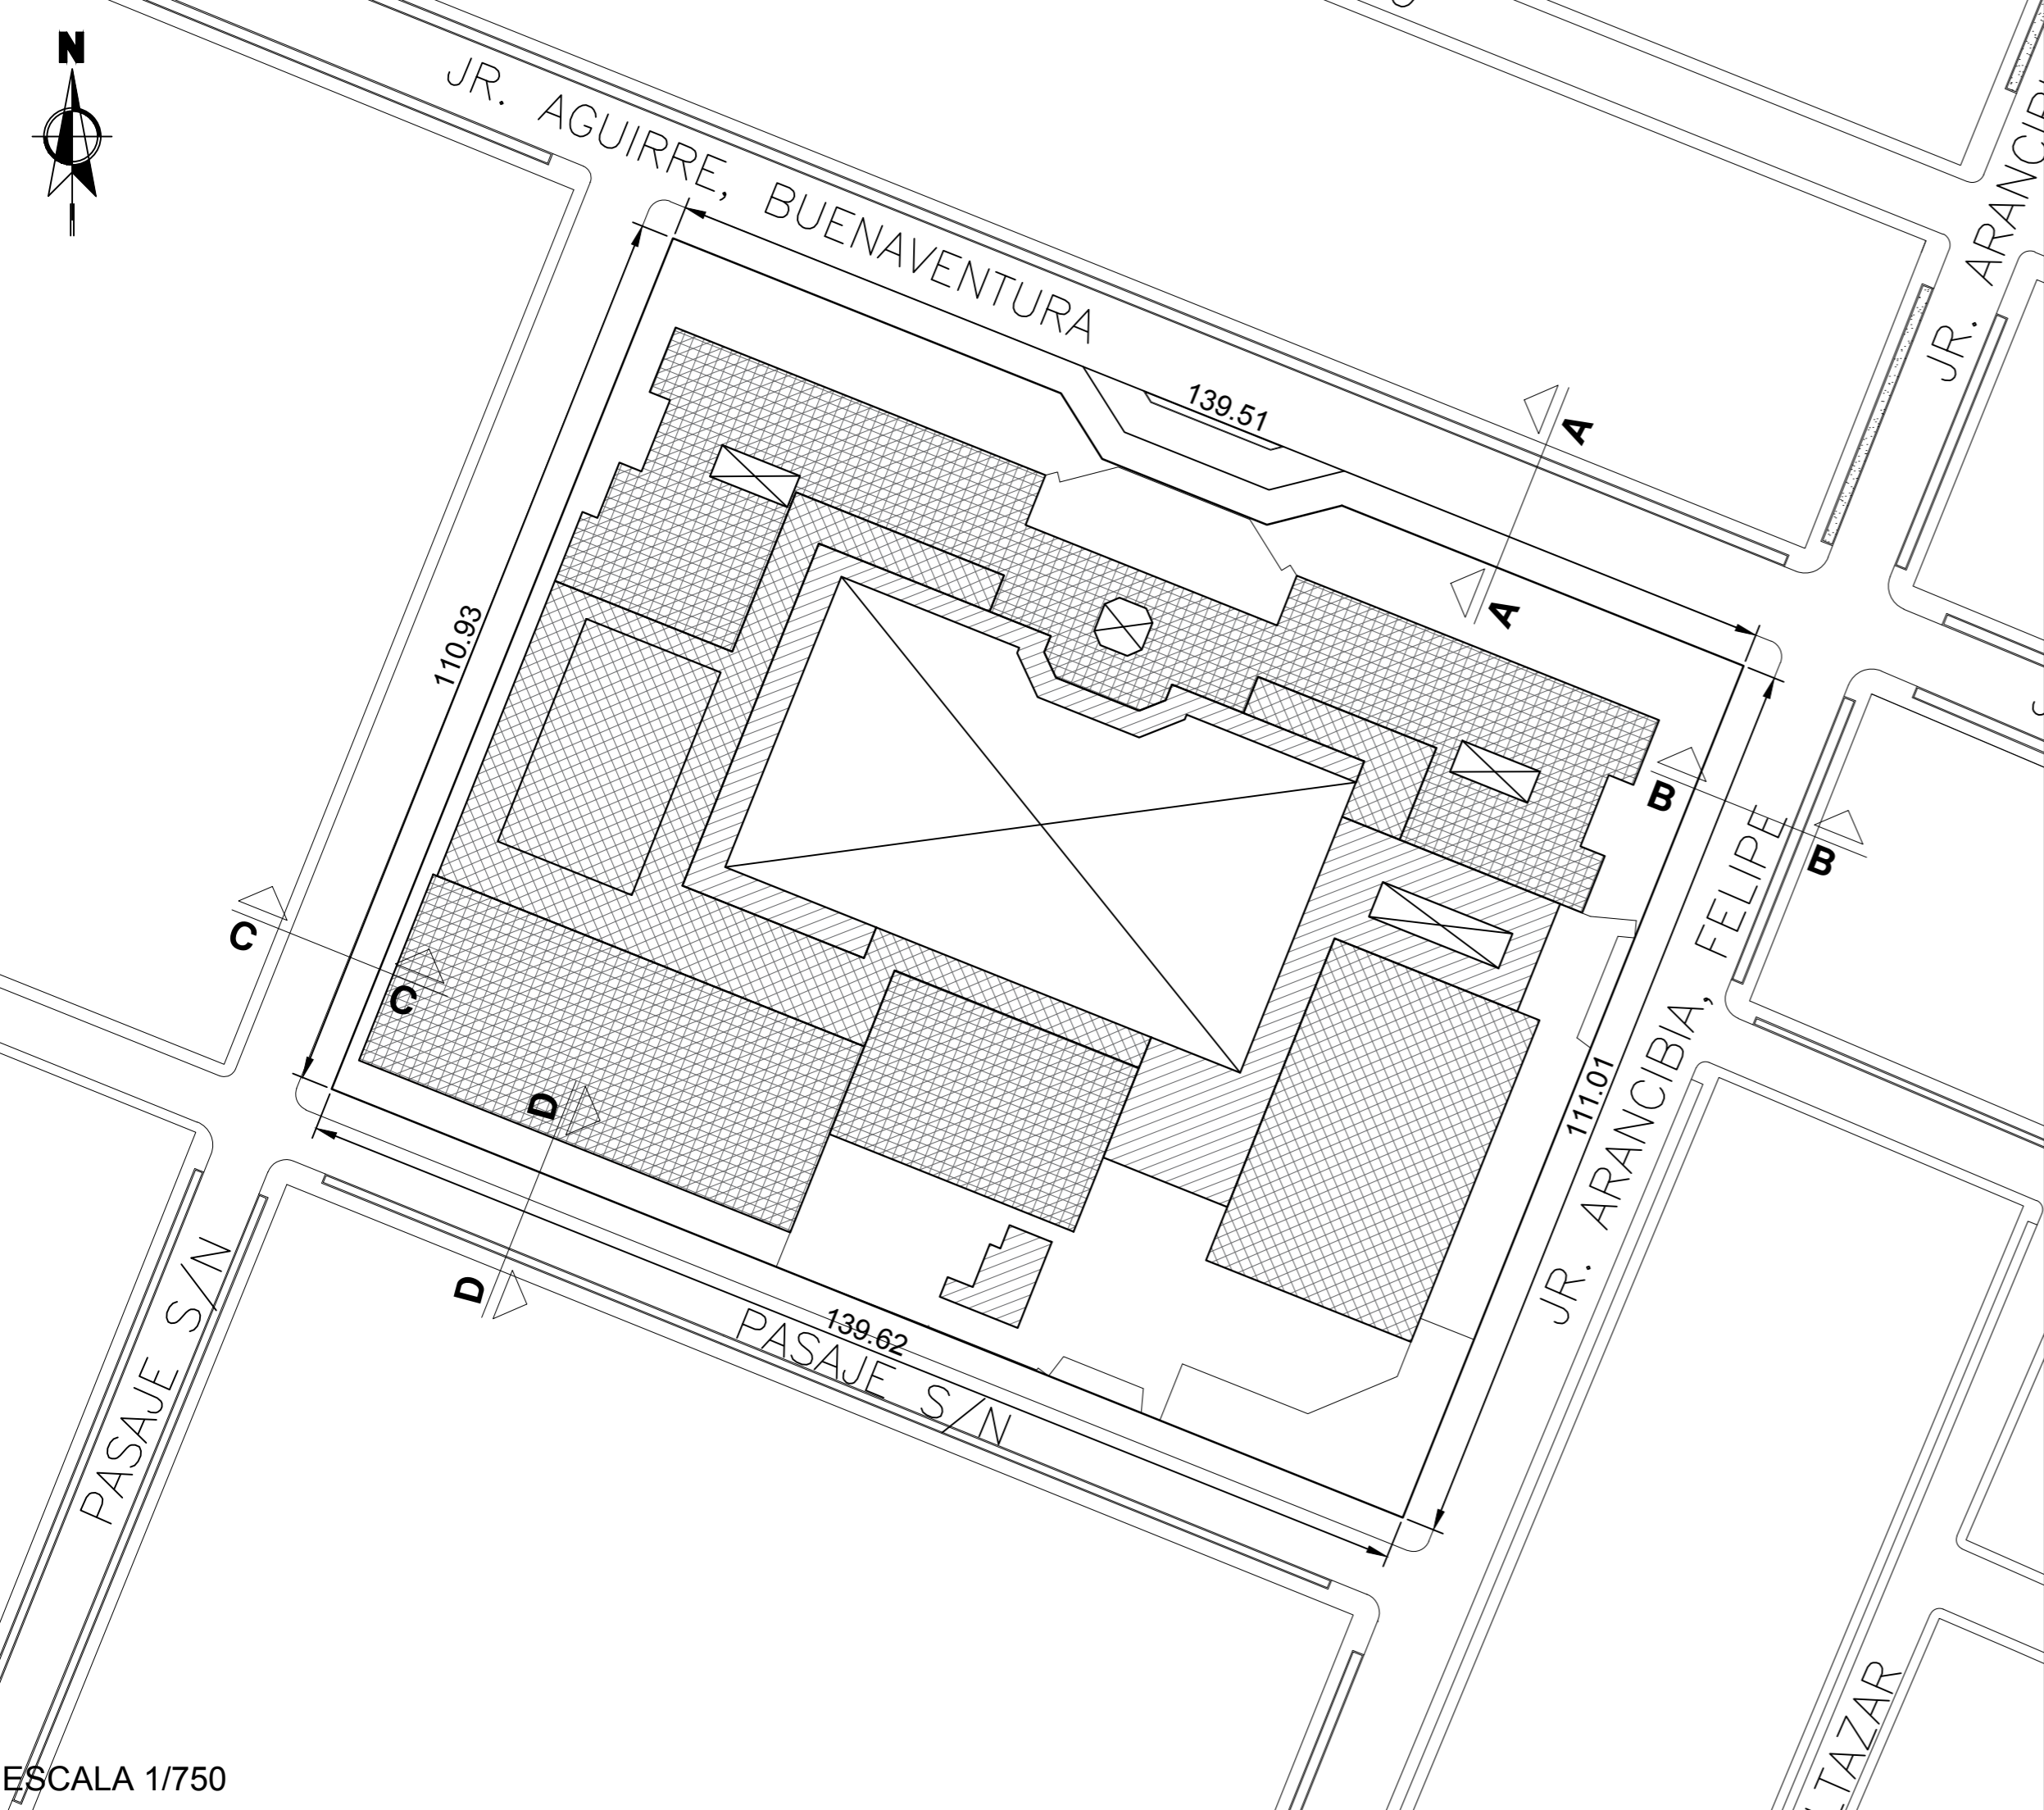 N
JR. AGUIRRE, BUENAVENTURA
139.51
A
A
110.93
B
B
JR. ARANCIBIA, FELIPE
111.01
C
C
D
D
139.62
PASAJE S/N
PASAJE S/N
JR.
ESCALA 1/750